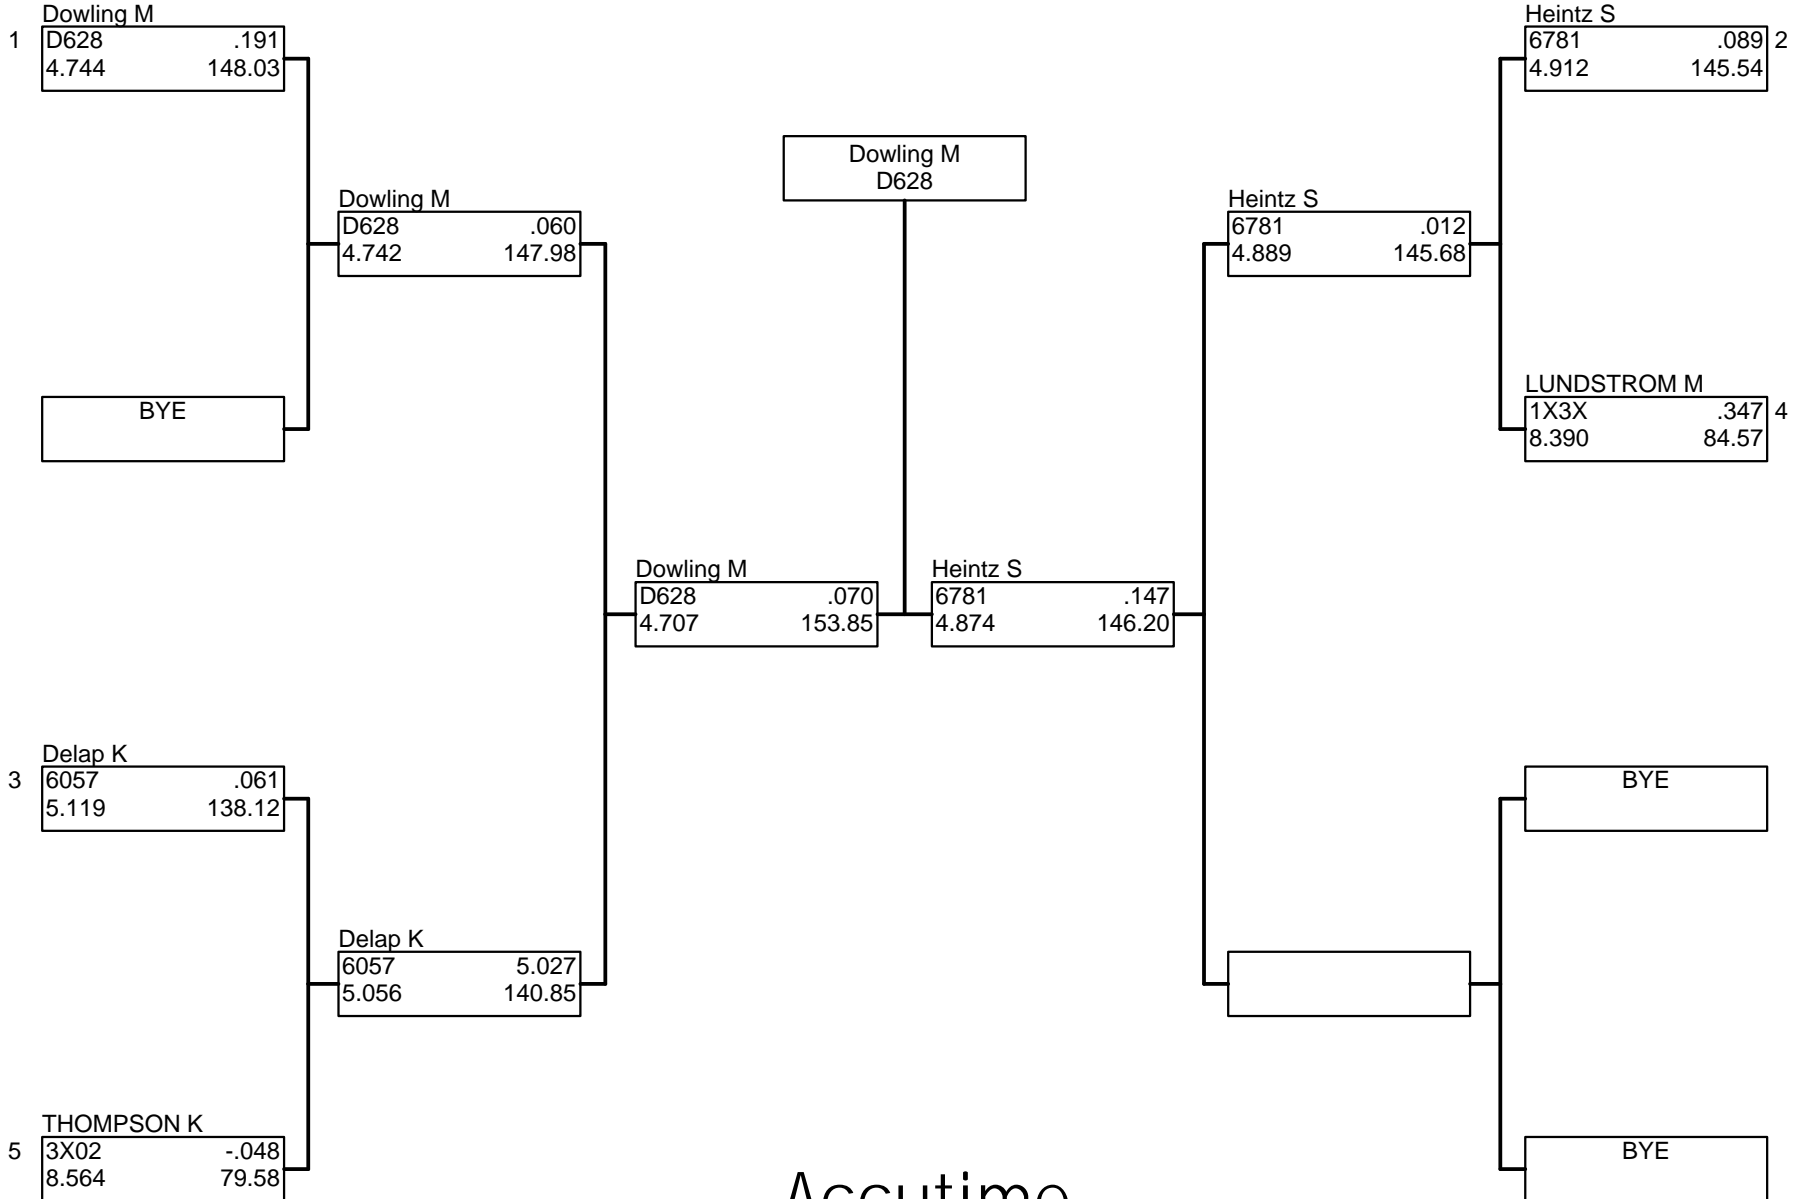 Dowling M
1 D628 .191
4.744 148.03
BYE
Dowling M
D628 .060
4.742 147.98
Delap K
3 6057 .061
5.119 138.12
Delap K
6057 5.027
5.056 140.85
THOMPSON K
5 3X02 -.048
8.564 79.58
Dowling M
D628
Dowling M
D628 .070
4.707 153.85
Heintz S
6781 .147
4.874 146.20
Heintz S
6781 .012
4.889 145.68
Heintz S
6781 .089 2
4.912 145.54
LUNDSTROM M
1X3X .347 4
8.390 84.57
BYE
BYE
Accutime